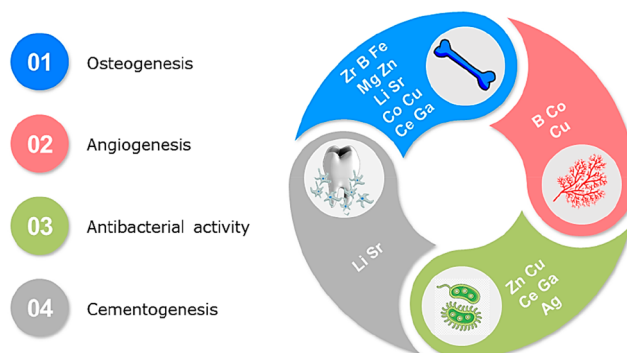 01 Osteogenesis
02 Angiogenesis
03 Antibacterial activity
04 Cementogenesis
Zr B Fe
Mg Zn
Li Sr
Co Cu
Ce Ga
B Co
Cu
Zn Cu
Ce Ga
Ag
Li Sr